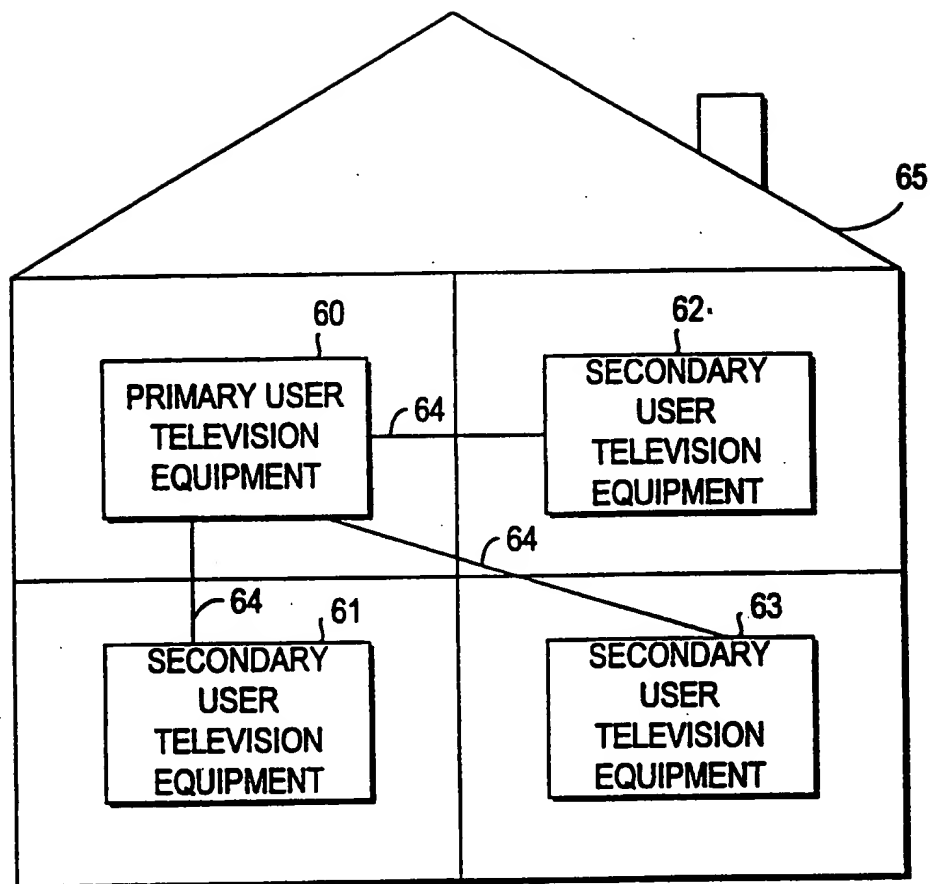 65
60
PRIMARY USER
TELEVISION
EQUIPMENT
64
62
SECONDARY
USER
TELEVISION
EQUIPMENT
64
64
61
SECONDARY
USER
TELEVISION
EQUIPMENT
63
SECONDARY
USER
TELEVISION
EQUIPMENT